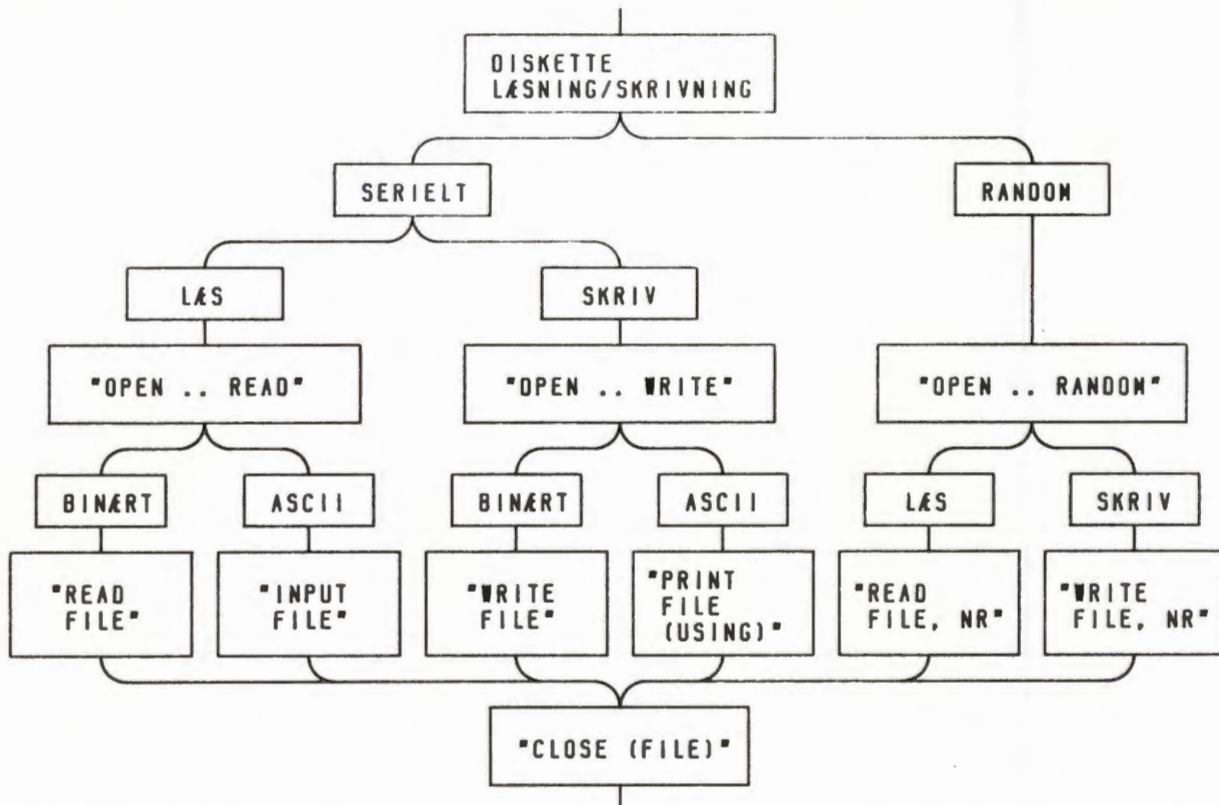 DISKETTE
LÆSNING/SKRIVNING
SERIELT
RANDOM
LÆS
SKRIV
"OPEN .. READ"
"OPEN .. WRITE"
"OPEN .. RANDOM"
BINÆRT
ASCII
BINÆRT
ASCII
LÆS
SKRIV
"READ
FILE"
"INPUT
FILE"
"WRITE
FILE"
"PRINT
FILE
(USING)"
"READ
FILE, NR"
"WRITE
FILE, NR"
"CLOSE (FILE)"